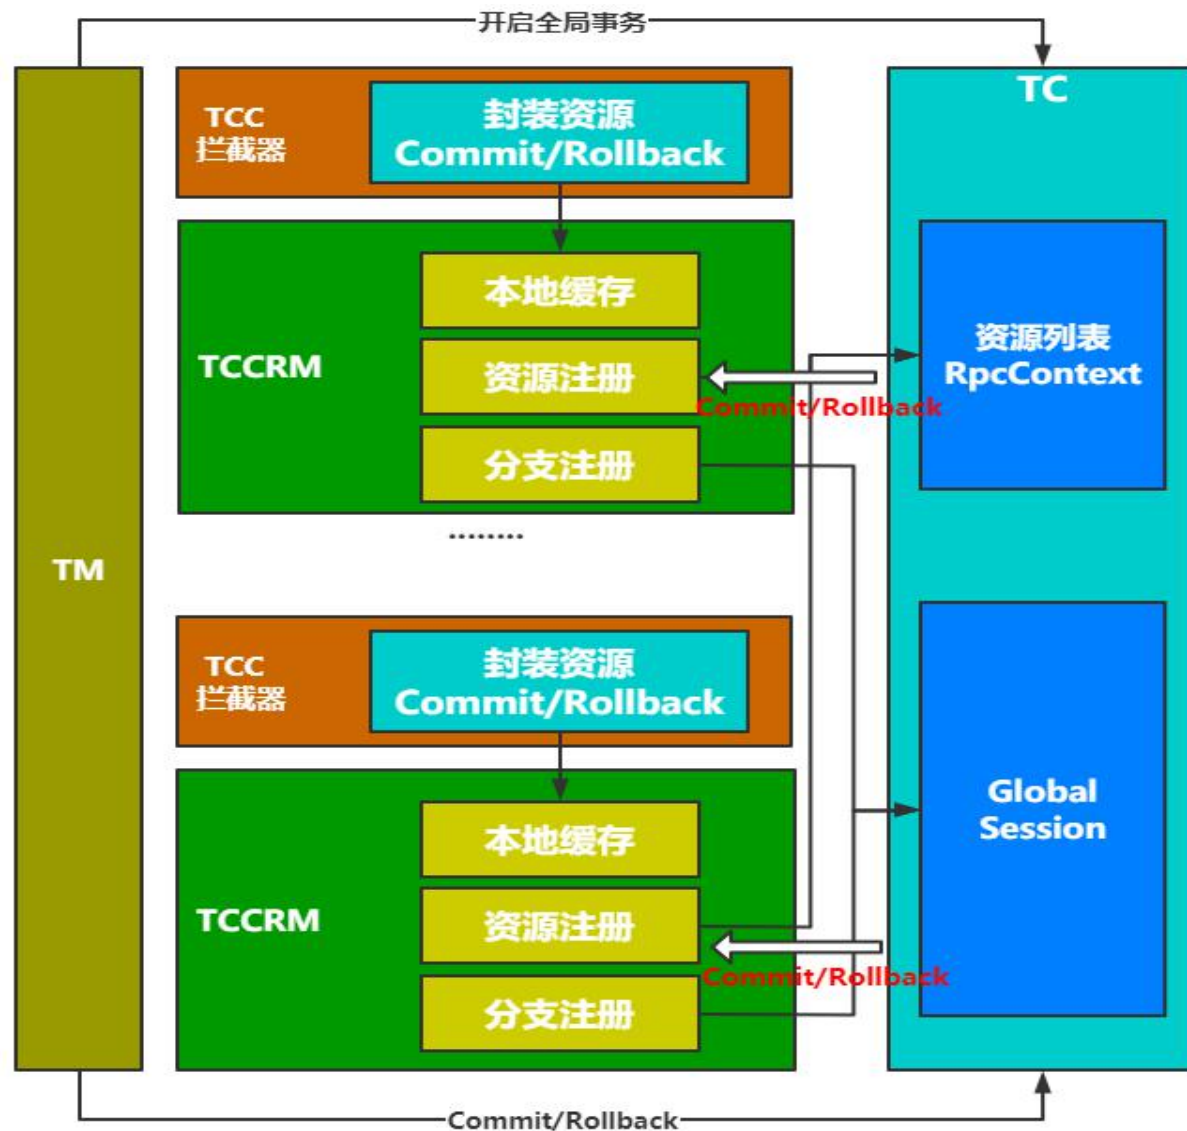 开启全局事务
TM
TCC
拦截器
封装资源
Commit/Rollback
TCCRM
本地缓存
资源注册
分支注册
Commit/Rollback
........
TCC
拦截器
封装资源
Commit/Rollback
TCCRM
本地缓存
资源注册
分支注册
Commit/Rollback
TC
资源列表
RpcContext
Global
Session
Commit/Rollback